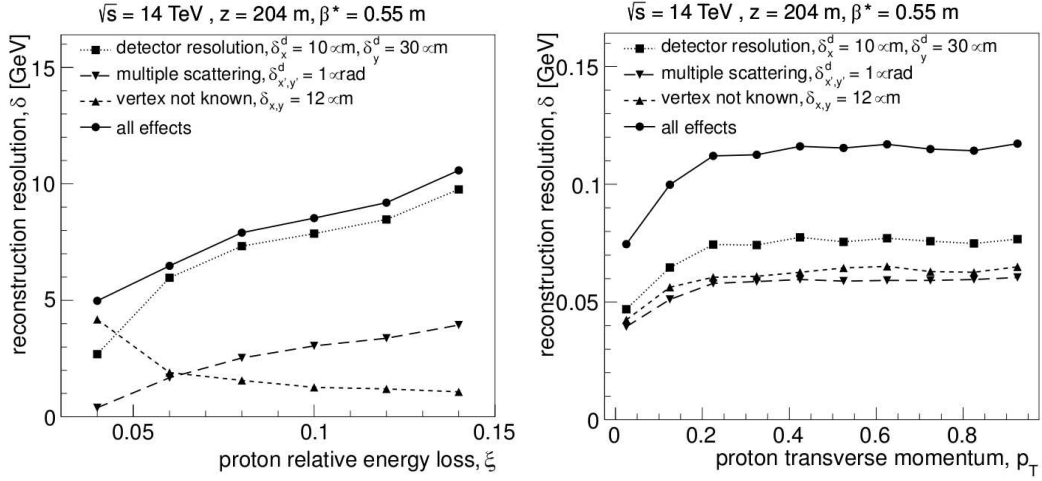 √s = 14 TeV , z = 204 m, β* = 0.55 m
detector resolution, δ^d_x = 10 ∝m, δ^d_y = 30 ∝m
multiple scattering, δ^d_x',y' = 1 ∝rad
vertex not known, δ_x,y = 12 ∝m
all effects
reconstruction resolution, δ [GeV]
15
10
5
0
0.05
0.1
0.15
proton relative energy loss, ξ
√s = 14 TeV , z = 204 m, β* = 0.55 m
detector resolution, δ^d_x = 10 ∝m, δ^d_y = 30 ∝m
multiple scattering, δ^d_x',y' = 1 ∝rad
vertex not known, δ_x,y = 12 ∝m
all effects
reconstruction resolution, δ [GeV]
0.15
0.1
0.05
0
0
0.2
0.4
0.6
0.8
proton transverse momentum, p_T